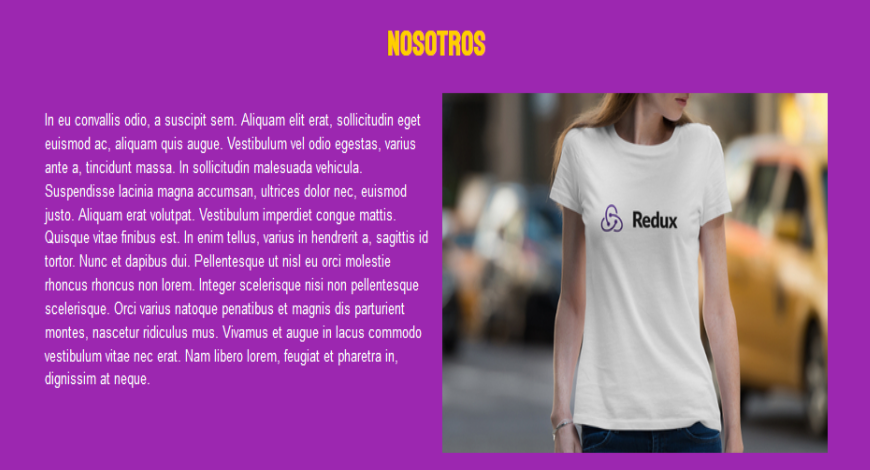 NOSOTROS
In eu convallis odio, a suscipit sem. Aliquam elit erat, sollicitudin eget
euismod ac, aliquam quis augue. Vestibulum vel odio egestas, varius
ante a, tincidunt massa. In sollicitudin malesuada vehicula.
Suspendisse lacinia magna accumsan, ultrices dolor nec, euismod
justo. Aliquam erat volutpat. Vestibulum imperdiet congue mattis.
Quisque vitae finibus est. In enim tellus, varius in hendrerit a, sagittis id
tortor. Nunc et dapibus dui. Pellentesque ut nisl eu orci molestie
rhoncus rhoncus non lorem. Integer scelerisque nisi non pellentesque
scelerisque. Orci varius natoque penatibus et magnis dis parturient
montes, nascetur ridiculus mus. Vivamus et augue in lacus commodo
vestibulum vitae nec erat. Nam libero lorem, feugiat et pharetra in,
dignissim at neque.
Redux